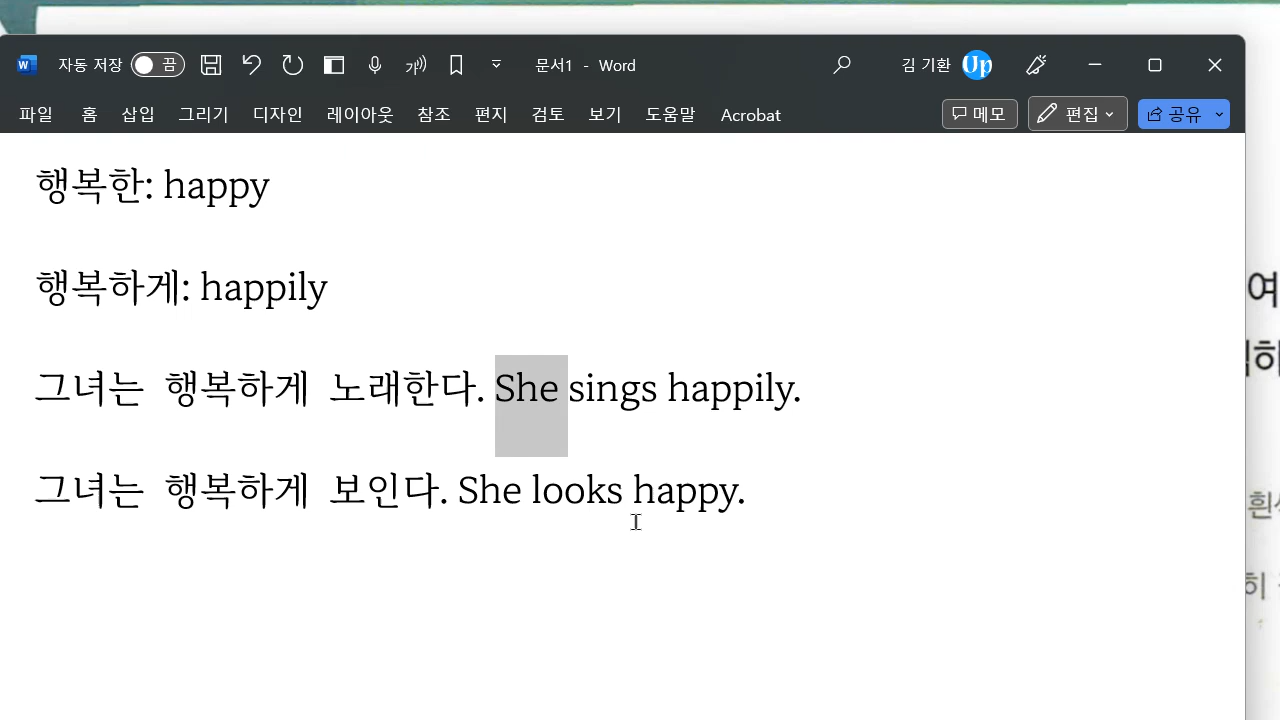 자동 저장 끔 문서1 - Word 김 기환 Up
파일 홈 삽입 그리기 디자인 레이아웃 참조 편지 검토 보기 도움말 Acrobat 메모 편집 공유
행복한: happy
행복하게: happily
그녀는 행복하게 노래한다. She sings happily.
그녀는 행복하게 보인다. She looks happy.
여